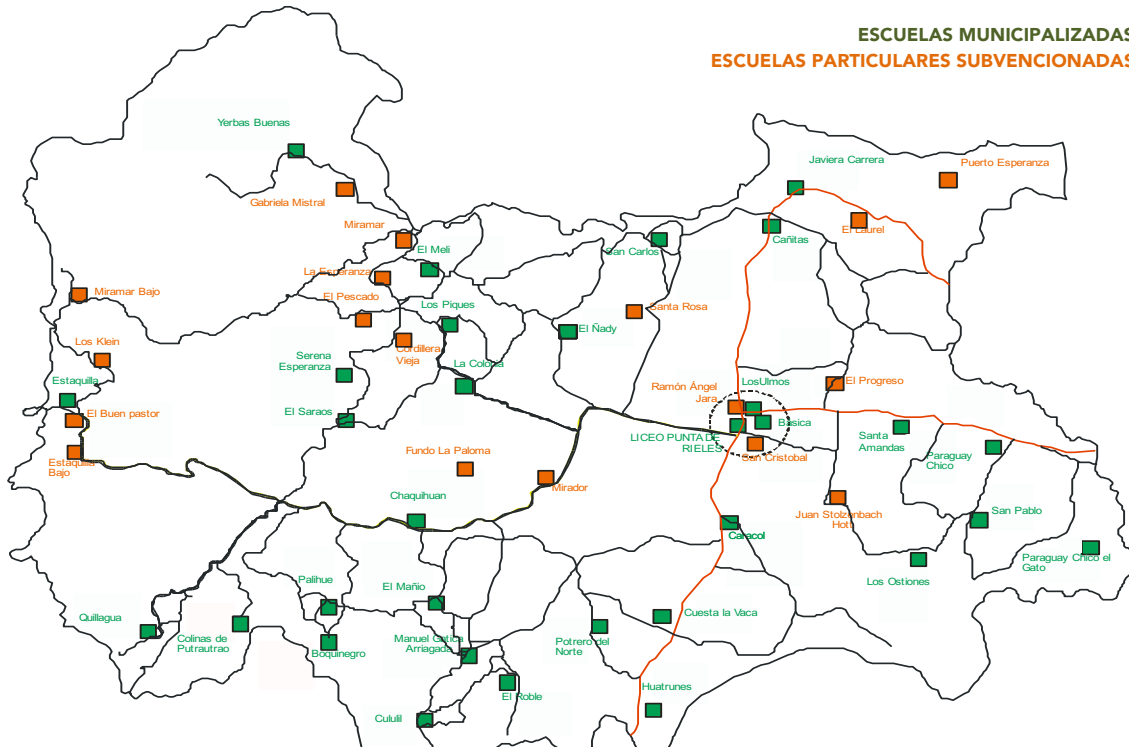 ESCUELAS MUNICIPALIZADAS
ESCUELAS PARTICULARES SUBVENCIONADAS
Yerbas Buenas
Javiera Carrera
Puerto Esperanza
Gabriela Mistral
Miramar
El Laurel
Cañitas
El Meli
San Carlos
La Esperanza
Miramar Bajo
El Pescado
Los Piques
Santa Rosa
El Ñady
Los Klein
Cordillera
Vieja
Serena
Esperanza
La Colonia
Estaquilla
Ramón Ángel
Jara
LosUlmos
El Progreso
El Buen pastor
El Saraos
Básica
LICEO PUNTA DE
RIELES
Santa
Amandas
San Cristobal
Paraguay
Chico
Estaquilla
Bajo
Fundo La Paloma
Mirador
Chaquihuan
Juan Stolzenbach
Hott
San Pablo
Caracol
Paraguay Chico el
Gato
Los Ostiones
Palihue
El Mañio
Quillagua
Colinas de
Putrautrao
Boquinegro
Manuel Gatica
Arriagada
Potrero del
Norte
Cuesta la Vaca
El Roble
Huatrunes
Cululil